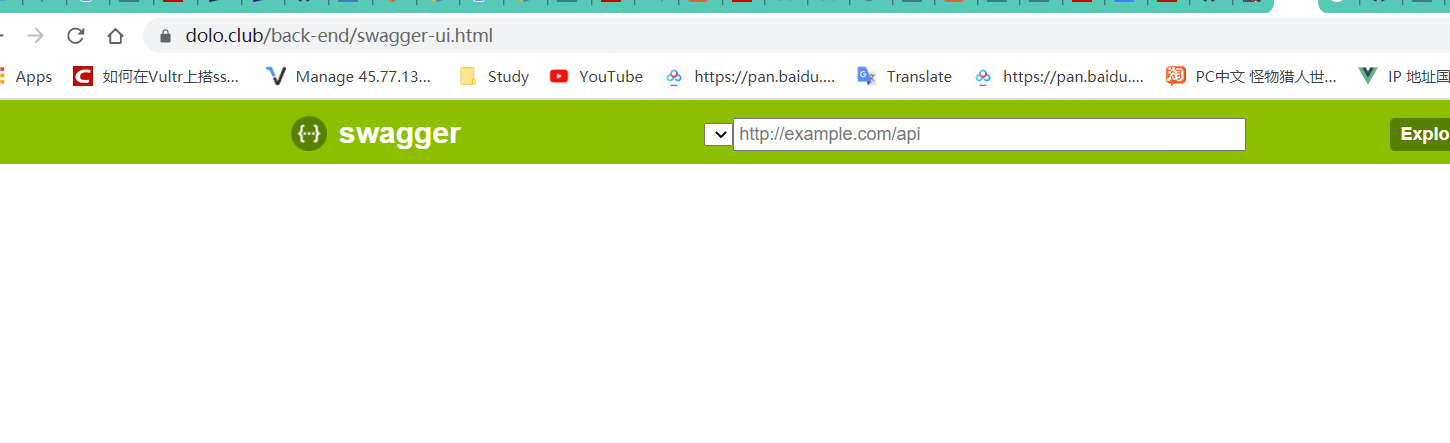 dolo.club/back-end/swagger-ui.html
Apps 如何在Vultr上搭ss... Manage 45.77.13... Study YouTube https://pan.baidu.... Translate https://pan.baidu.... PC中文 怪物猎人世... IP 地址国
swagger http://example.com/api Explo